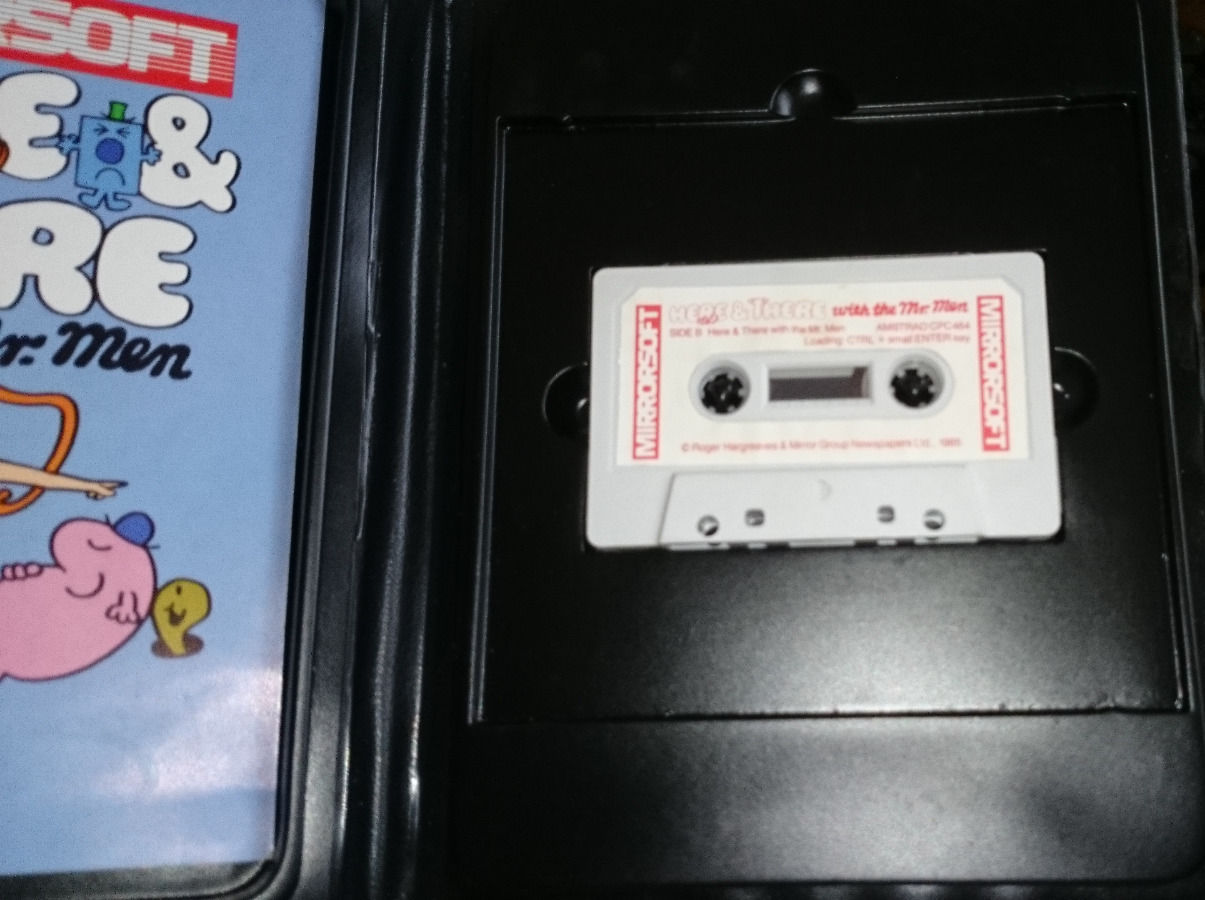 RSOFT
E &
RE
r. Men
HERE & THERE with the Mr. Men
SIDE B Here & There with the Mr. Men AMSTRAD CPC 464
Loading: CTRL + small ENTER key
MIRRORSOFT
MIRRORSOFT
© Roger Hargreaves & Mirror Group Newspapers Ltd., 1985